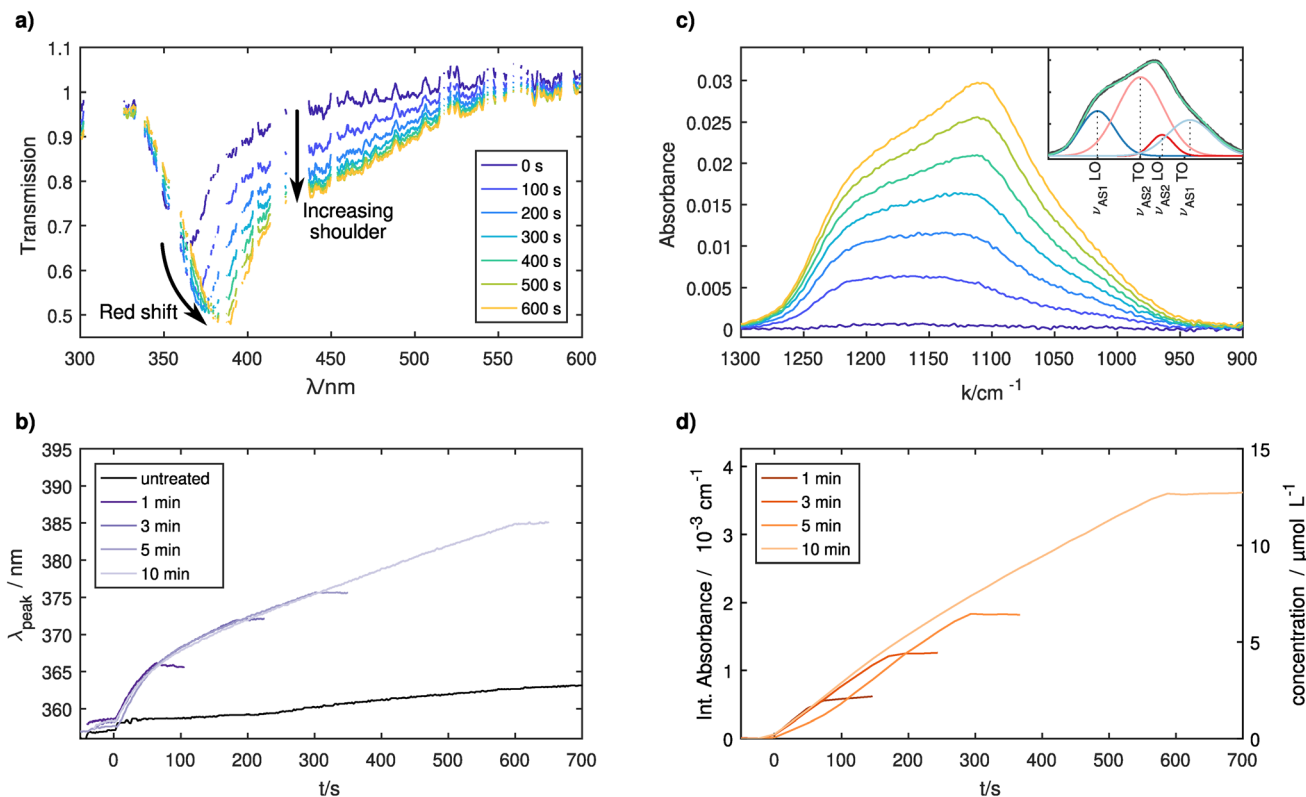 a)
1.1
1
0.9
0.8
0.7
0.6
0.5
Transmission
300
350
400
450
500
550
600
λ/nm
0 s
100 s
200 s
300 s
400 s
500 s
600 s
Increasing
shoulder
Red shift
c)
0.03
0.025
0.02
0.015
0.01
0.005
0
Absorbance
1300
1250
1200
1150
1100
1050
1000
950
900
k/cm -1
LO
TO
LO
TO
νAS1
νAS2
νAS2
νAS1
b)
395
390
385
380
375
370
365
360
λpeak / nm
0
100
200
300
400
500
600
700
t/s
untreated
1 min
3 min
5 min
10 min
d)
4
3
2
1
0
Int. Absorbance / 10-3 cm-1
0
100
200
300
400
500
600
700
t/s
1 min
3 min
5 min
10 min
15
10
5
0
concentration / μmol L-1